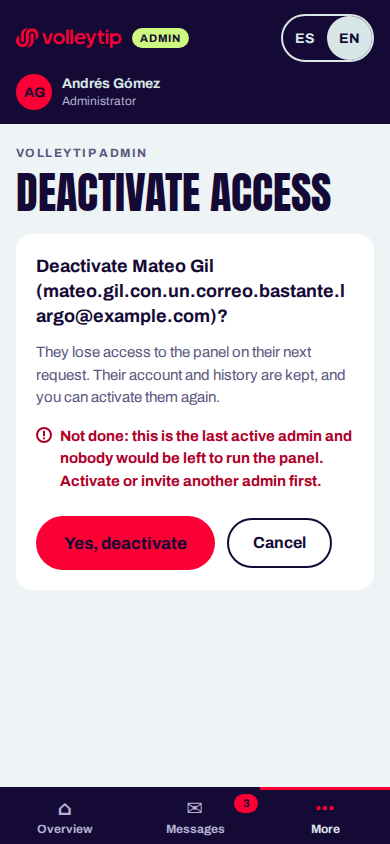 volleytip ADMIN ES EN
AG Andrés Gómez
Administrator
VOLLEYTIP ADMIN
DEACTIVATE ACCESS
Deactivate Mateo Gil
(mateo.gil.con.un.correo.bastante.l
argo@example.com)?
They lose access to the panel on their next
request. Their account and history are kept, and
you can activate them again.
Not done: this is the last active admin and
nobody would be left to run the panel.
Activate or invite another admin first.
Yes, deactivate Cancel
3
Overview Messages More